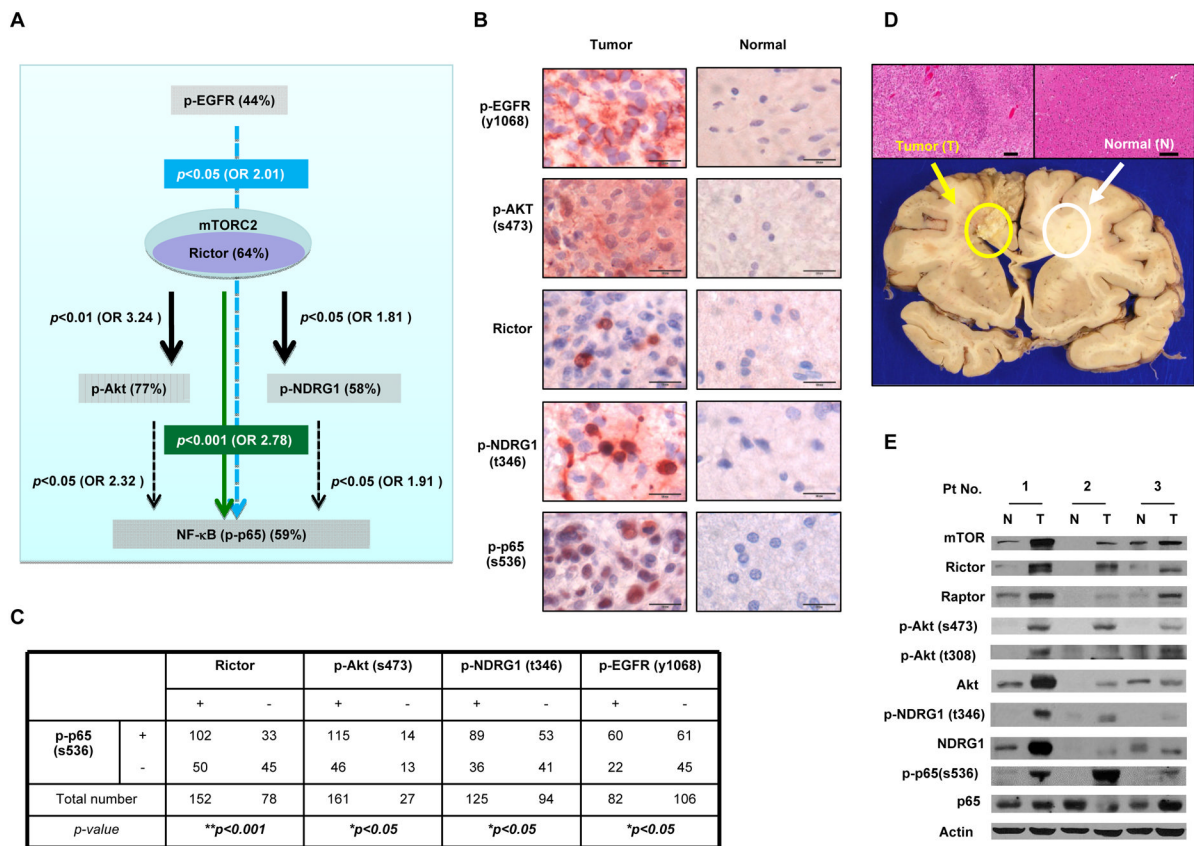 A
p-EGFR (44%)
p<0.05 (OR 2.01)
mTORC2
Rictor (64%)
p<0.01 (OR 3.24 )
p<0.05 (OR 1.81)
p-Akt (77%)
p-NDRG1 (58%)
p<0.001 (OR 2.78)
p<0.05 (OR 2.32 )
p<0.05 (OR 1.91)
NF-κB (p-p65) (59%)
B
Tumor Normal
p-EGFR
(y1068)
p-AKT
(s473)
Rictor
p-NDRG1
(t346)
p-p65
(s536)
C
Rictor p-Akt (s473) p-NDRG1 (t346) p-EGFR (y1068)
+ - + - + - + -
p-p65
(s536)
+ 102 33 115 14 89 53 60 61
- 50 45 46 13 36 41 22 45
Total number 152 78 161 27 125 94 82 106
p-value **p<0.001 *p<0.05 *p<0.05 *p<0.05
D
Tumor (T)
Normal (N)
E
Pt No. 1 2 3
N T N T N T
mTOR
Rictor
Raptor
p-Akt (s473)
p-Akt (t308)
Akt
p-NDRG1 (t346)
NDRG1
p-p65(s536)
p65
Actin